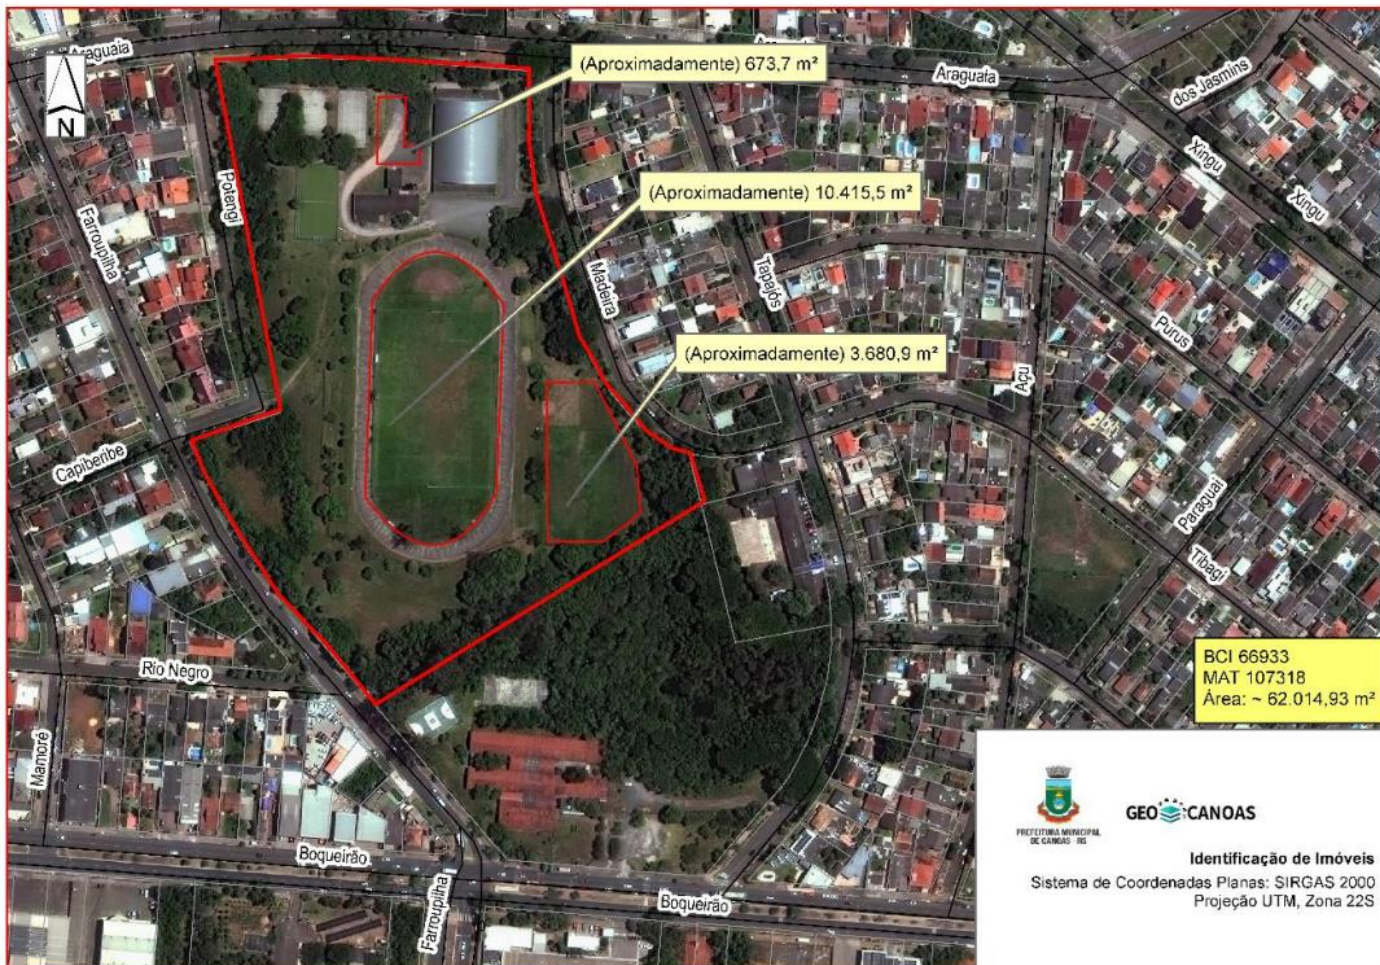 Araguaia
(Aproximadamente) 673,7 m²
Araguaia
dos Jasmins
N
Xingu
Xingu
Potengi
(Aproximadamente) 10.415,5 m²
Farroupilha
Madeira
Tapajós
Purus
(Aproximadamente) 3.680,9 m²
Açu
Capiberibe
Paraguai
Tibagi
Rio Negro
BCI 66933
MAT 107318
Área: ~ 62.014,93 m²
Mamoré
PREFEITURA MUNICIPAL
DE CANOAS - RS
GEO CANOAS
Identificação de Imóveis
Sistema de Coordenadas Planas: SIRGAS 2000
Projeção UTM, Zona 22S
Boqueirão
Farroupilha
Boqueirão